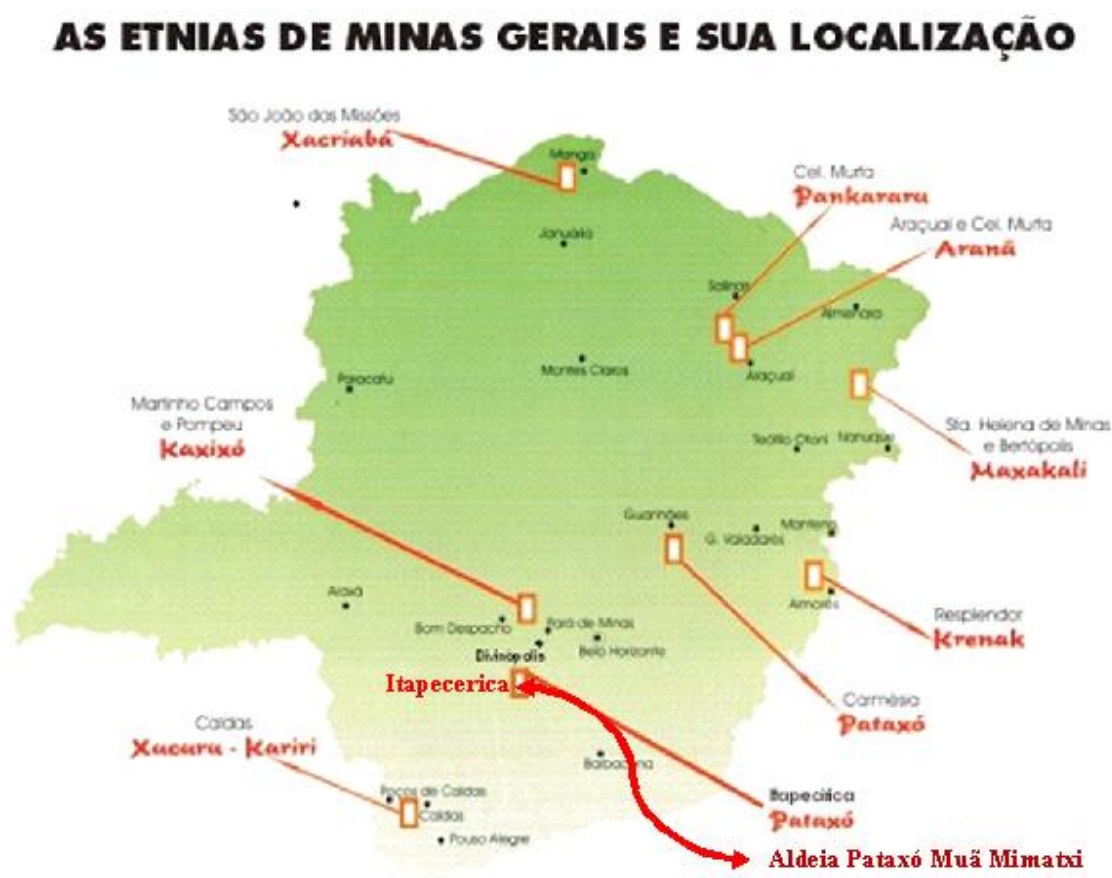 AS ETNIAS DE MINAS GERAIS E SUA LOCALIZAÇÃO
São João das Missões
Xacriabá
Manga
Cel. Murta
Pankararu
Januária
Araçuai e Cel. Murta
Aranã
Salinas
Almenara
Montes Claros
Araçuaí
Paracatu
Martinho Campos
e Pompeu
Kaxixó
Sta. Helena de Minas
e Bertópolis
Maxakali
Teófilo Otoni
Nanuque
Guanhães
G. Valadares
Mantena
Araxá
Aimorés
Resplendor
Krenak
Bom Despacho
Pará de Minas
Belo Horizonte
Divinopolis
Itapecerica
Carmésia
Pataxó
Caldas
Xucuru - Kariri
Barbacena
Poços de Caldas
Caldas
Pouso Alegre
Itapecirica
Pataxó
Aldeia Pataxó Muã Mimatxi